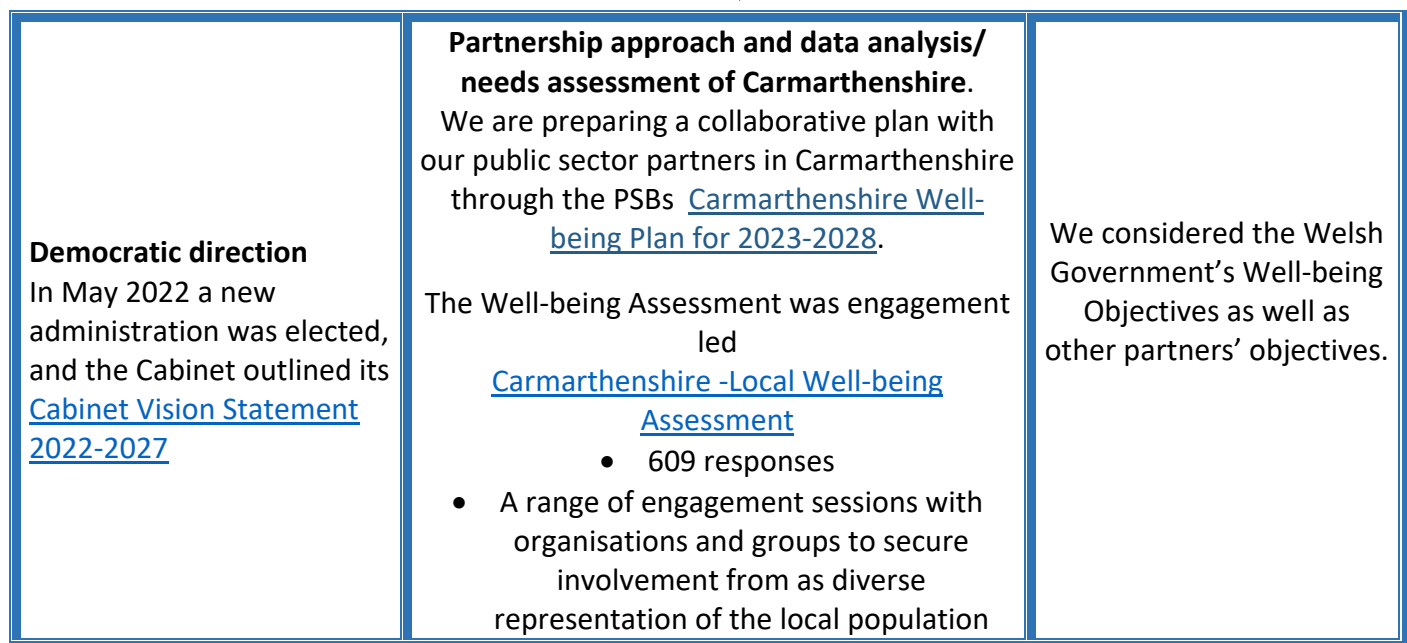 Democratic direction
In May 2022 a new
administration was elected,
and the Cabinet outlined its
Cabinet Vision Statement
2022-2027
Partnership approach and data analysis/
needs assessment of Carmarthenshire.
We are preparing a collaborative plan with
our public sector partners in Carmarthenshire
through the PSBs Carmarthenshire Well-
being Plan for 2023-2028.
The Well-being Assessment was engagement
led
Carmarthenshire -Local Well-being
Assessment
• 609 responses
• A range of engagement sessions with
organisations and groups to secure
involvement from as diverse
representation of the local population
We considered the Welsh
Government’s Well-being
Objectives as well as
other partners’ objectives.